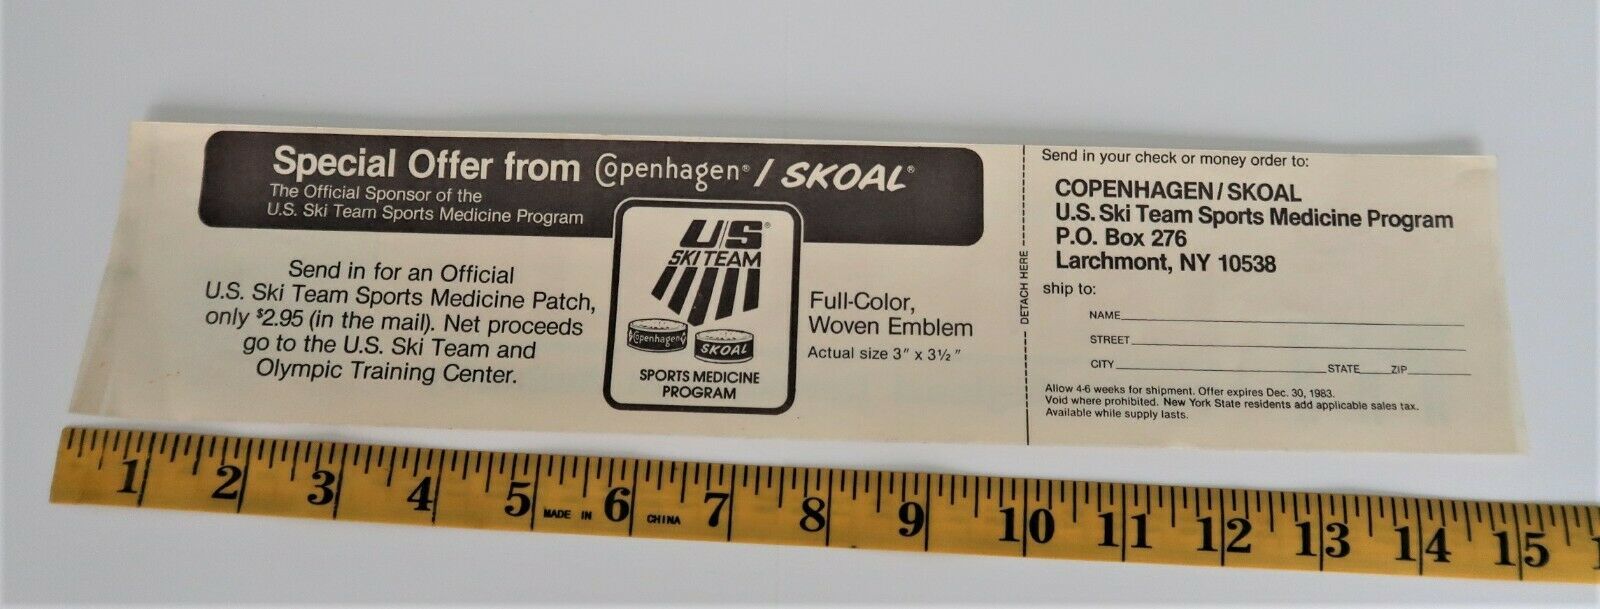 Special Offer from Copenhagen® / SKOAL®
The Official Sponsor of the
U.S. Ski Team Sports Medicine Program
Send in for an Official
U.S. Ski Team Sports Medicine Patch,
only $2.95 (in the mail). Net proceeds
go to the U.S. Ski Team and
Olympic Training Center.
U/S®
SKI TEAM
Copenhagen
SKOAL
SPORTS MEDICINE
PROGRAM
Full-Color,
Woven Emblem
Actual size 3" x 3½"
DETACH HERE
Send in your check or money order to:
COPENHAGEN/SKOAL
U.S. Ski Team Sports Medicine Program
P.O. Box 276
Larchmont, NY 10538
ship to:
NAME
STREET
CITY STATE ZIP
Allow 4-6 weeks for shipment. Offer expires Dec. 30, 1983.
Void where prohibited. New York State residents add applicable sales tax.
Available while supply lasts.
1 2 3 4 5 MADE IN 6 CHINA 7 8 9 10 11 12 13 14 15 1